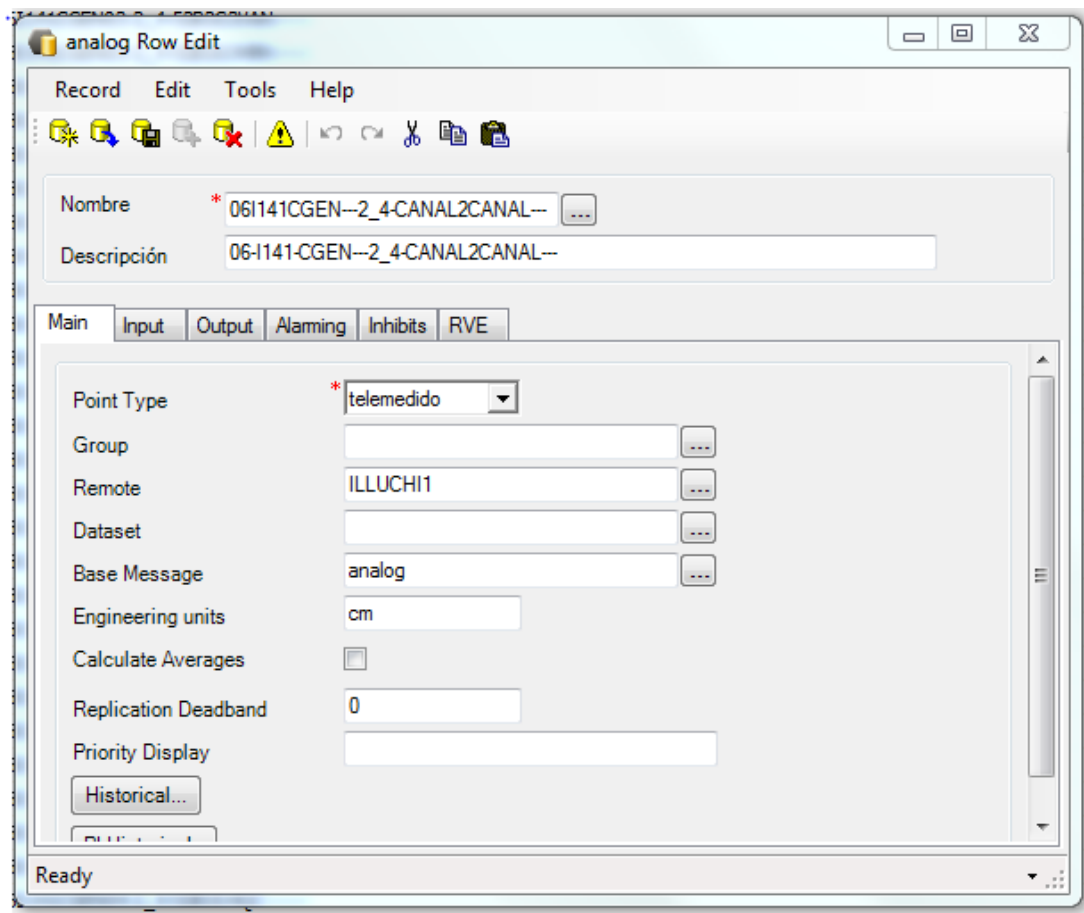 analog Row Edit
Record Edit Tools Help
Nombre * 06I141CGEN---2_4-CANAL2CANAL--- ...
Descripción 06-I141-CGEN---2_4-CANAL2CANAL---
Main Input Output Alarming Inhibits RVE
Point Type * telemedido
Group ...
Remote ILLUCHI1 ...
Dataset ...
Base Message analog ...
Engineering units cm
Calculate Averages
Replication Deadband 0
Priority Display
Historical...
Ready